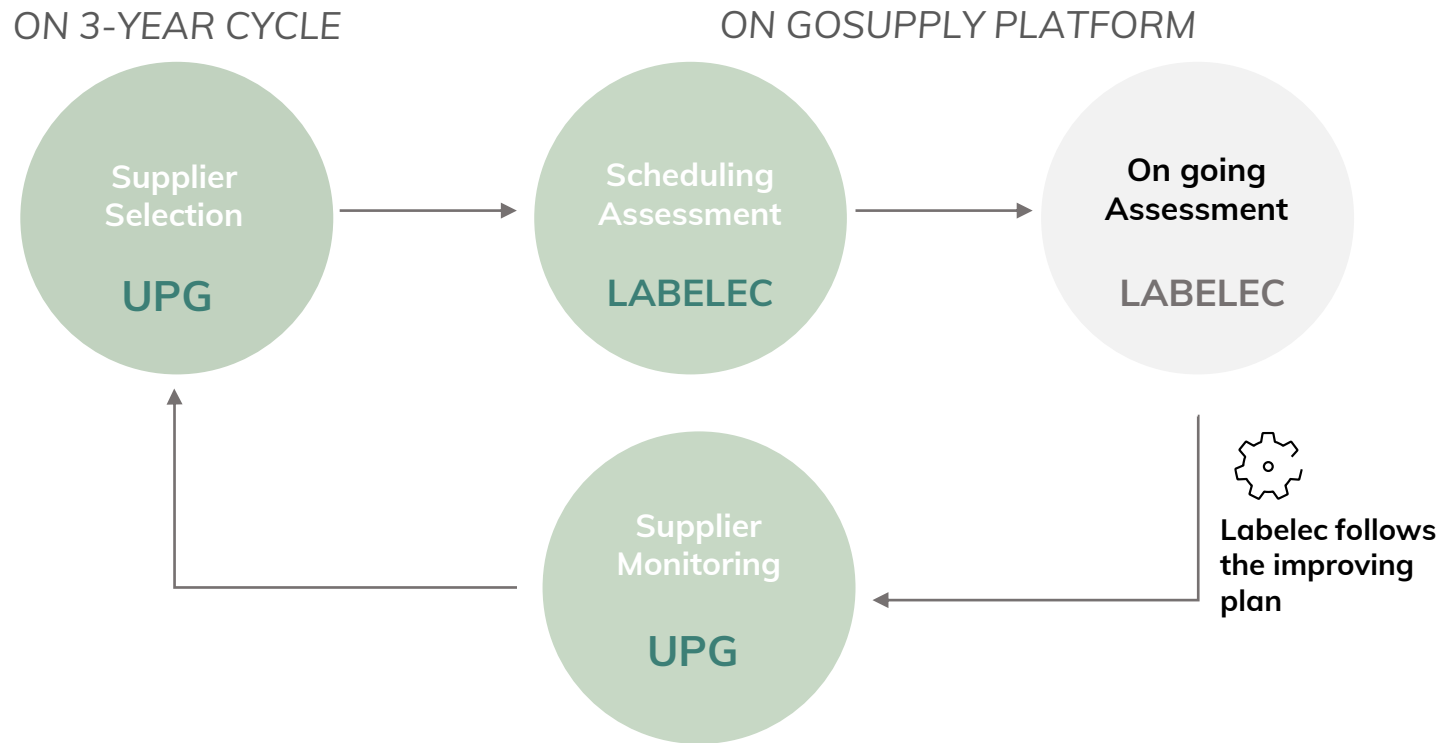 ON 3-YEAR CYCLE
ON GOSUPPLY PLATFORM
Supplier
Selection
UPG
Scheduling
Assessment
LABELEC
On going
Assessment
LABELEC
Labelec follows
the improving
plan
Supplier
Monitoring
UPG